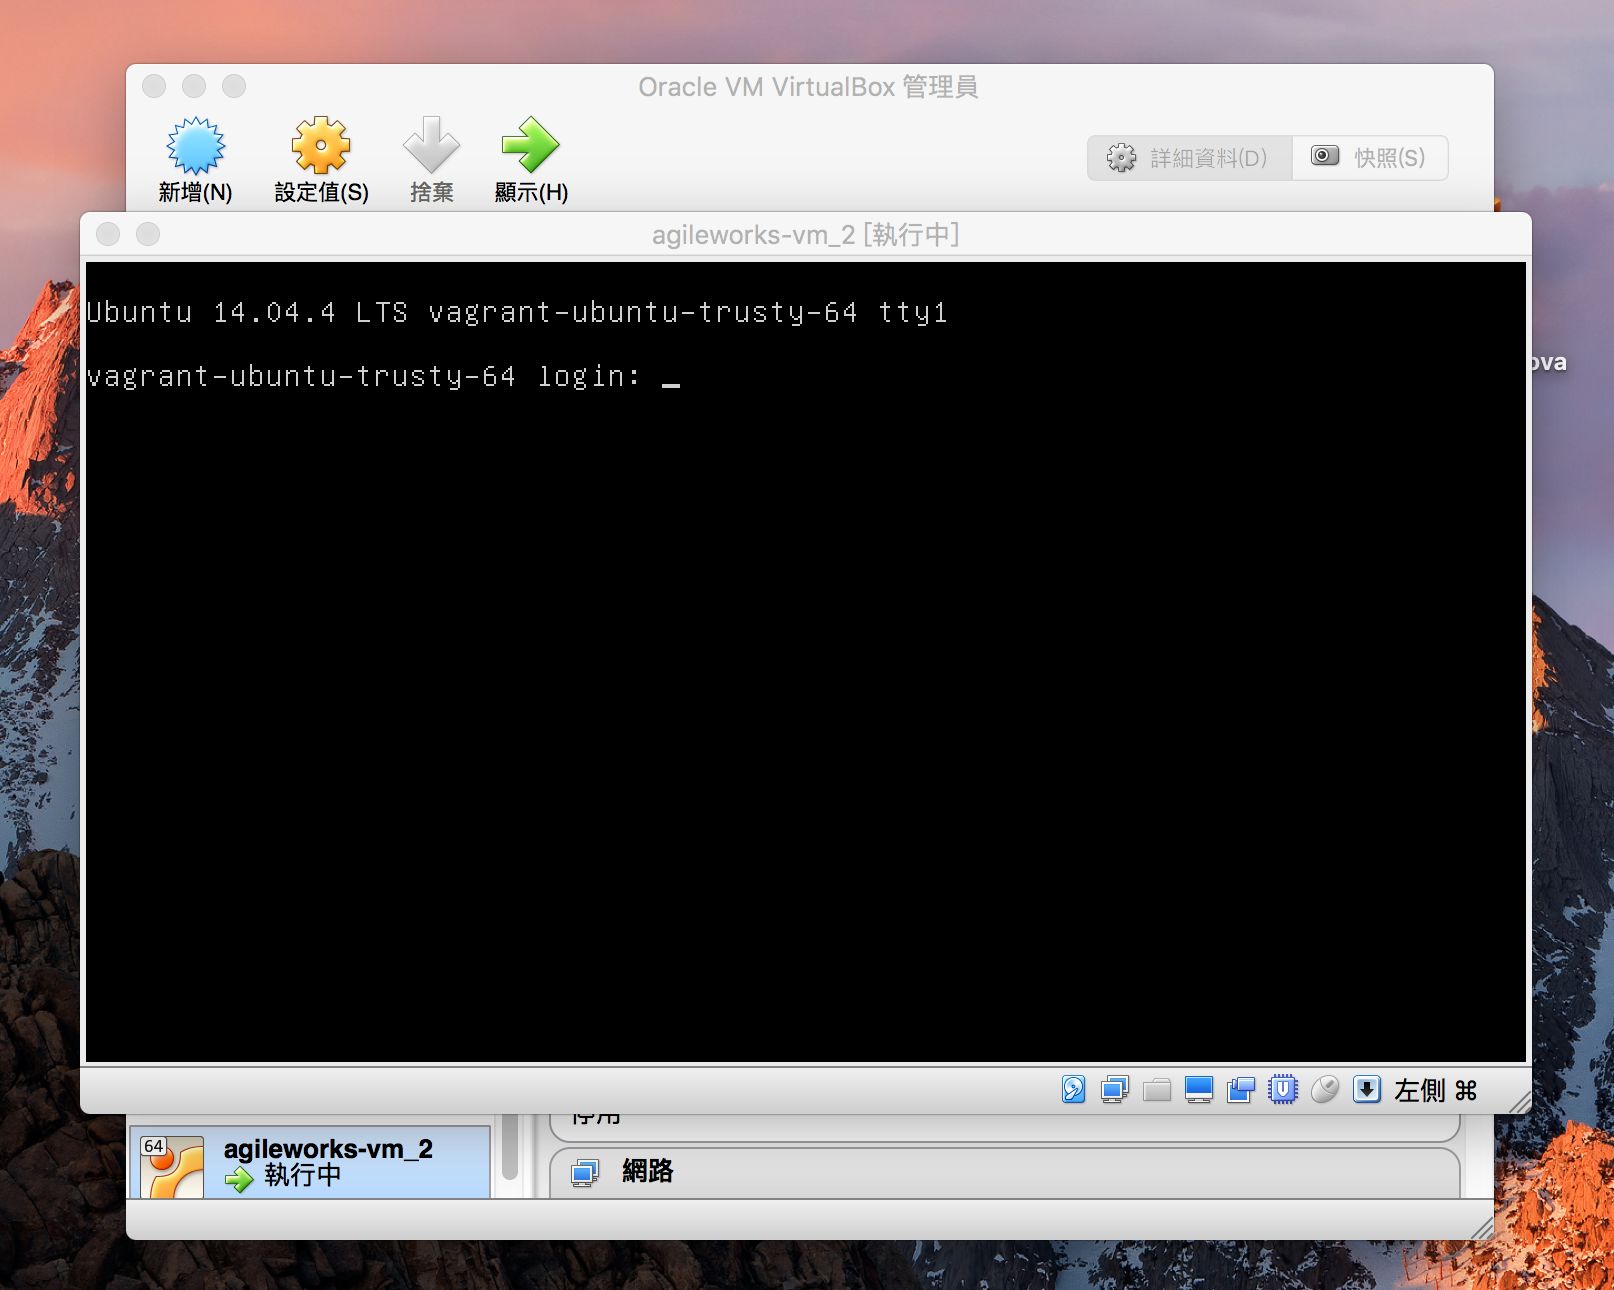 Oracle VM VirtualBox 管理員
新增(N)
設定值(S)
捨棄
顯示(H)
詳細資料(D)
快照(S)
agileworks-vm_2 [執行中]
Ubuntu 14.04.4 LTS vagrant-ubuntu-trusty-64 tty1
vagrant-ubuntu-trusty-64 login: _
ova
左側 ⌘
停用
64
agileworks-vm_2
執行中
網路